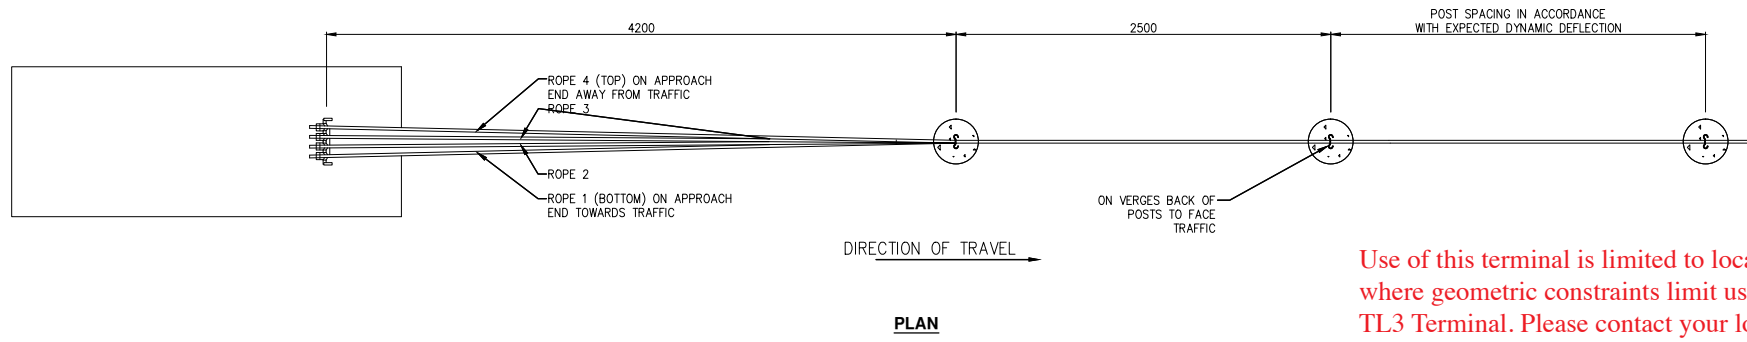 4200
2500
POST SPACING IN ACCORDANCE
WITH EXPECTED DYNAMIC DEFLECTION
ROPE 4 (TOP) ON APPROACH
END AWAY FROM TRAFFIC
ROPE 3
ROPE 2
ROPE 1 (BOTTOM) ON APPROACH
END TOWARDS TRAFFIC
ON VERGES BACK OF
POSTS TO FACE
TRAFFIC
DIRECTION OF TRAVEL
Use of this terminal is limited to
where geometric constraints limit
TL3 Terminal. Please contact your
PLAN